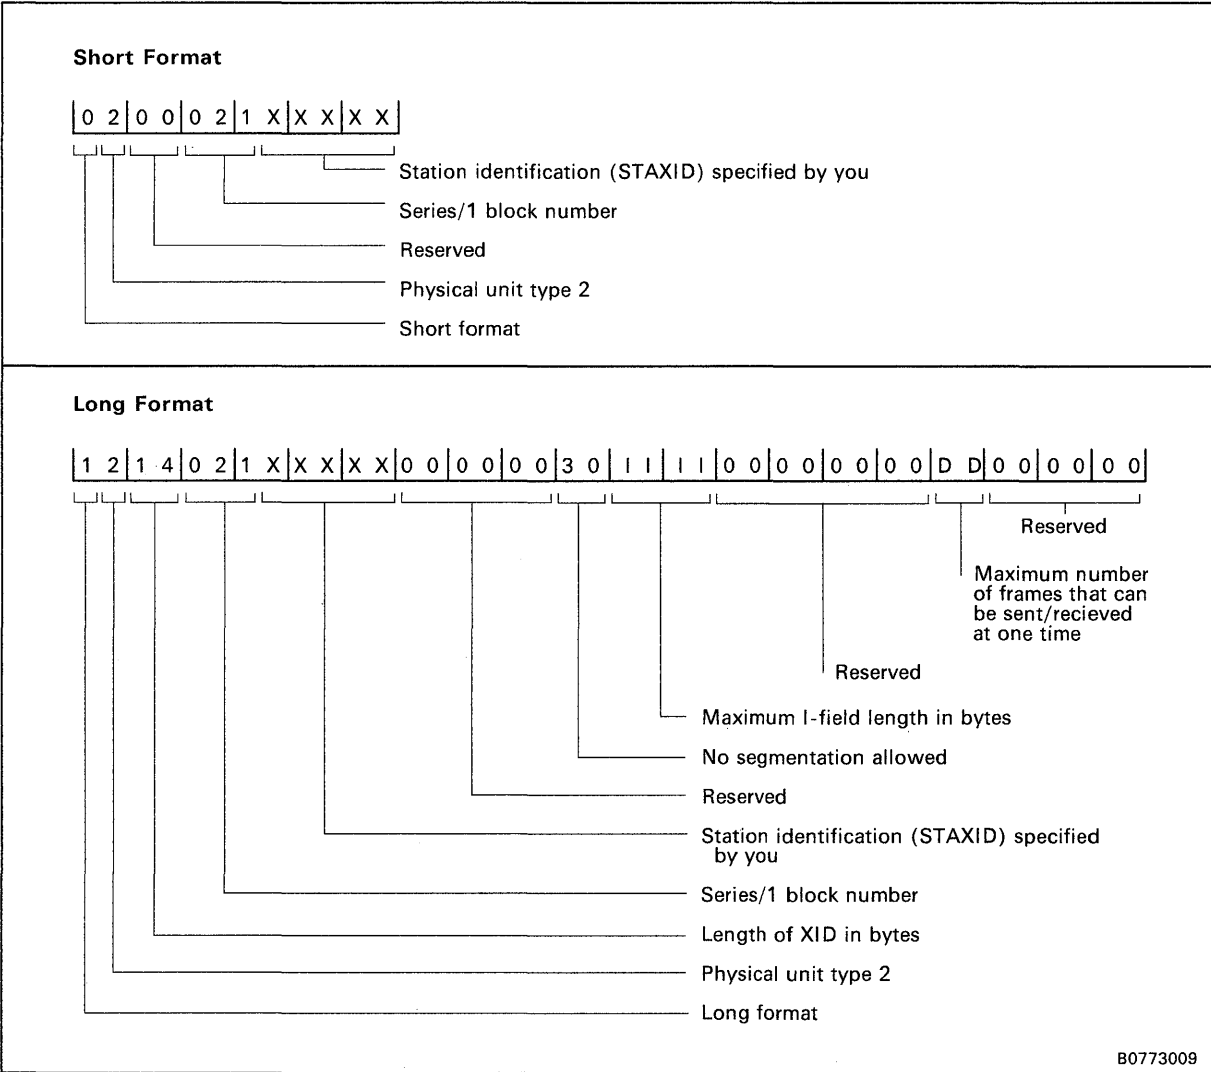 Short Format
0 2 0 0 0 2 1 X X X X X
Station identification (STAXID) specified by you
Series/1 block number
Reserved
Physical unit type 2
Short format
Long Format
1 2 1 4 0 2 1 X X X X X 0 0 0 0 0 0 3 0 I I I I 0 0 0 0 0 0 0 0 D D 0 0 0 0 0 0
Reserved
Maximum number
of frames that can
be sent/recieved
at one time
Reserved
Maximum I-field length in bytes
No segmentation allowed
Reserved
Station identification (STAXID) specified
by you
Series/1 block number
Length of XID in bytes
Physical unit type 2
Long format
B0773009